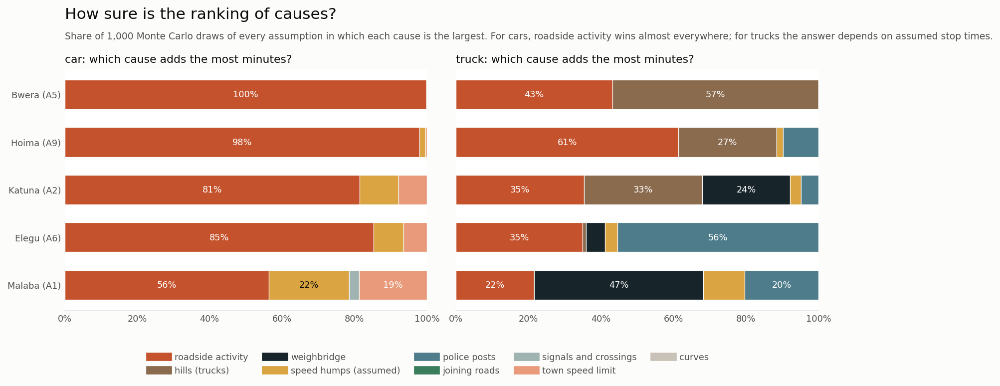 How sure is the ranking of causes?
Share of 1,000 Monte Carlo draws of every assumption in which each cause is the largest. For cars, roadside activity wins almost everywhere; for trucks the answer depends on assumed stop times.
car: which cause adds the most minutes?
truck: which cause adds the most minutes?
Bwera (A5)
100%
43%
57%
Hoima (A9)
98%
61%
27%
Katuna (A2)
81%
35%
33%
24%
Elegu (A6)
85%
35%
56%
Malaba (A1)
56%
22%
19%
22%
47%
20%
0%
20%
40%
60%
80%
100%
0%
20%
40%
60%
80%
100%
roadside activity
hills (trucks)
weighbridge
speed humps (assumed)
police posts
joining roads
signals and crossings
town speed limit
curves